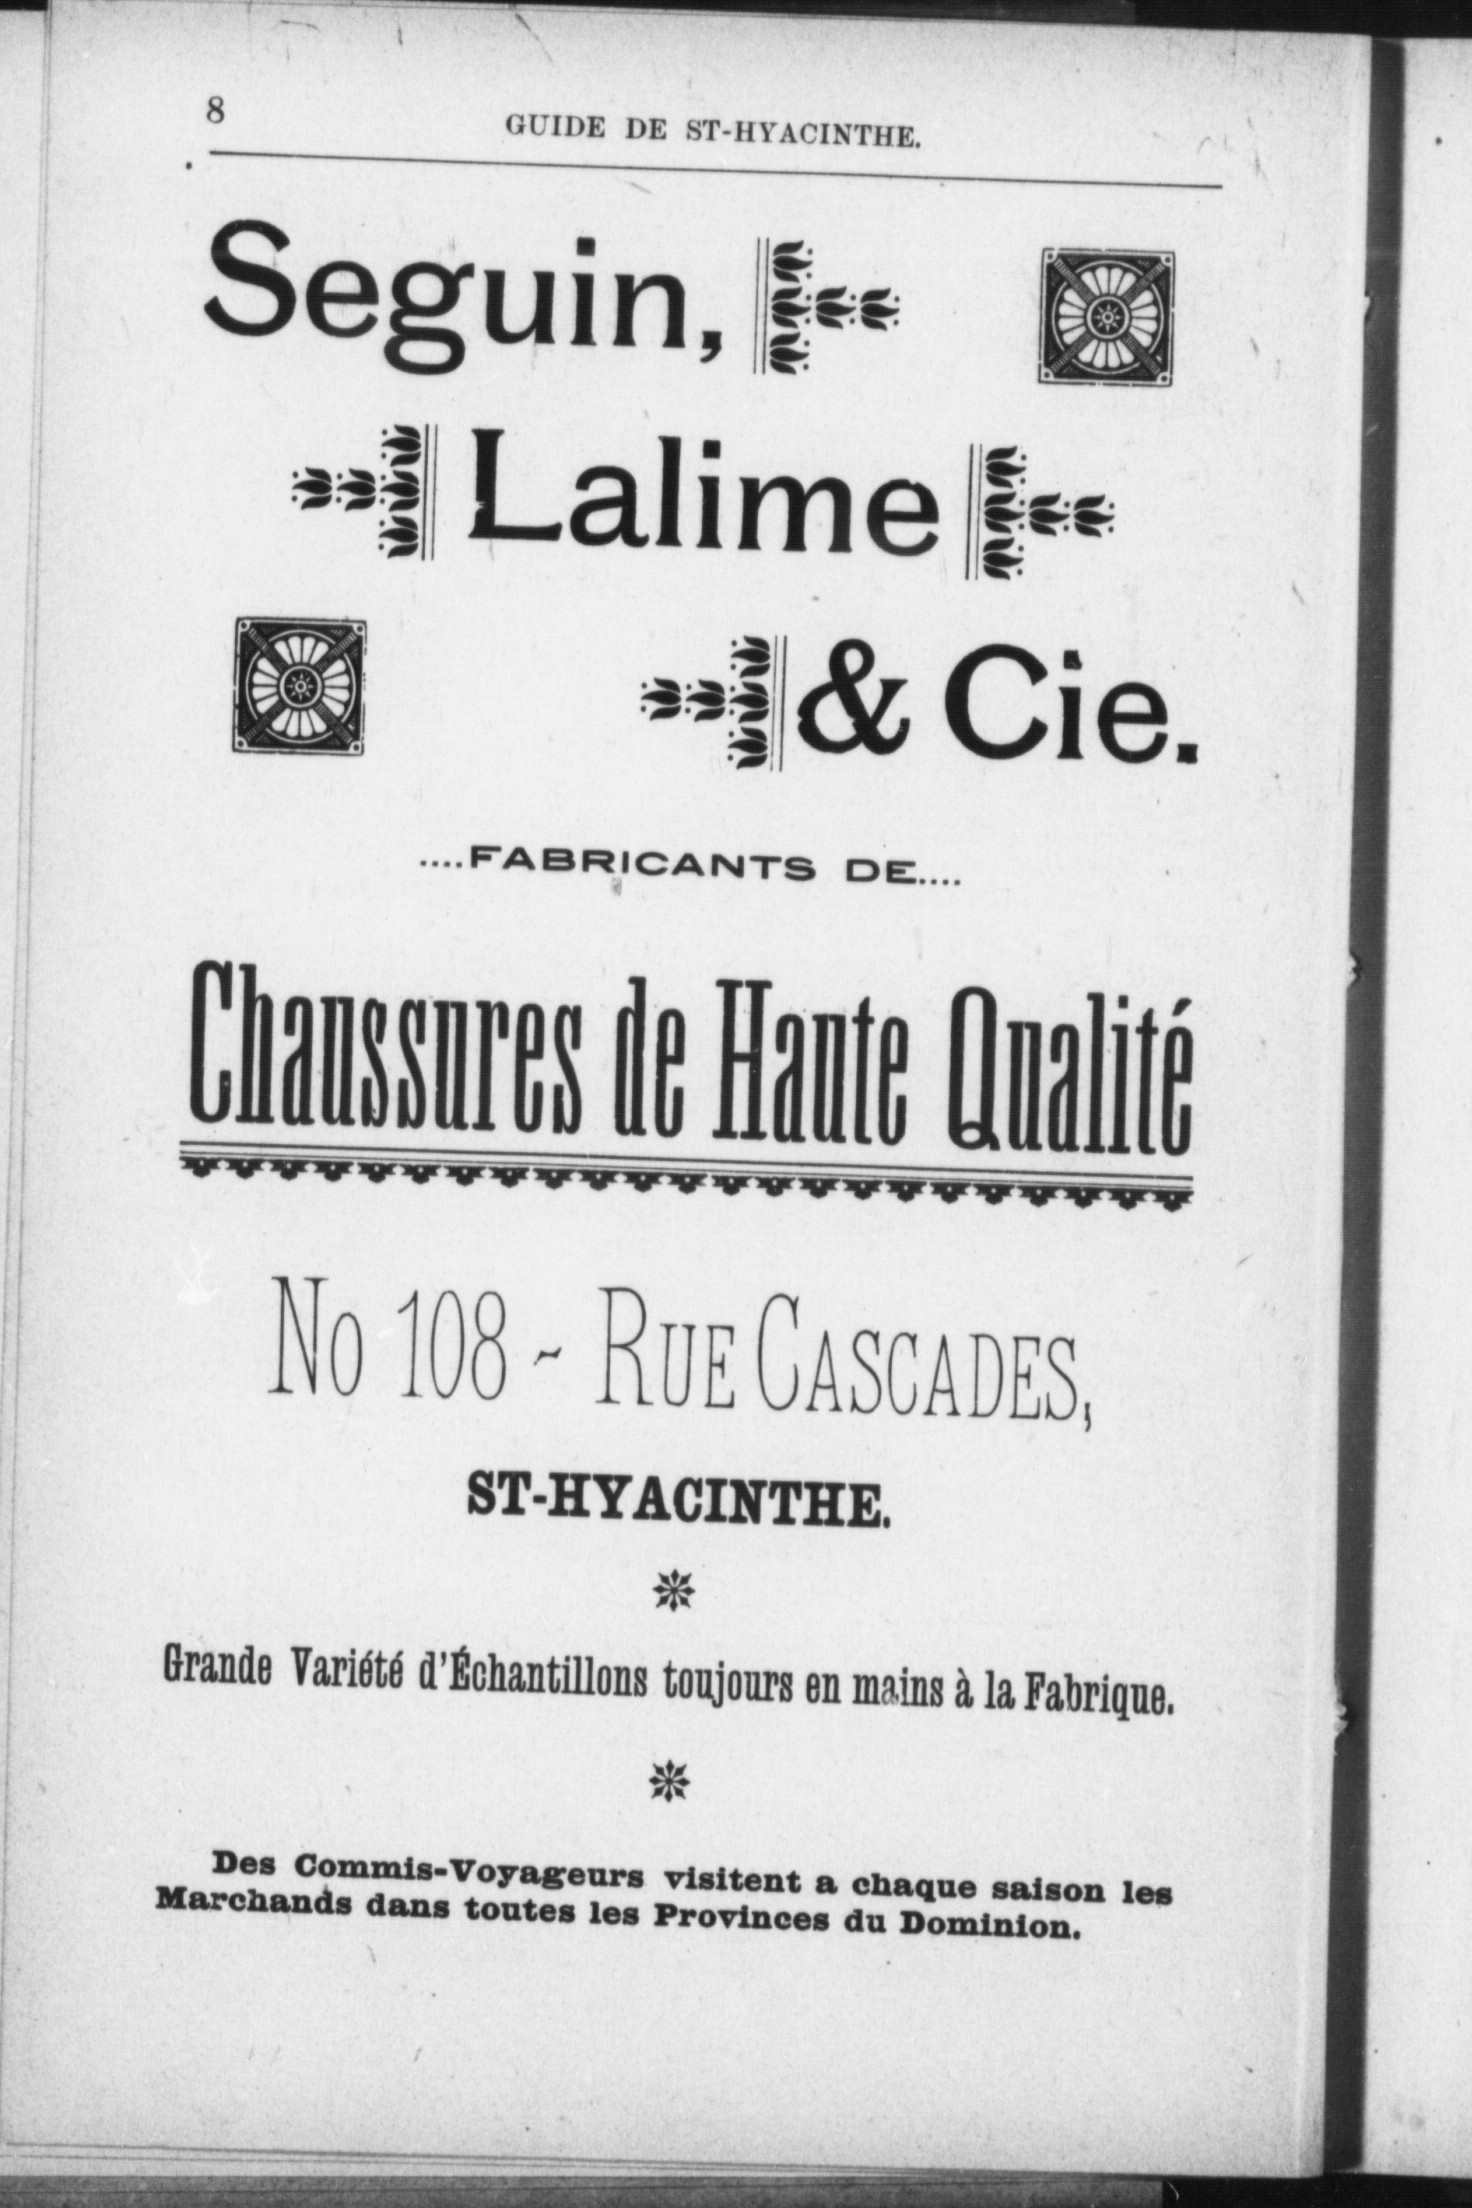 8
GUIDE DE ST-HYACINTHE.
Seguin,
Lalime
& Cie.
....FABRICANTS DE....
Chaussures de Haute Qualité
No 108 - RUE CASCADES,
ST-HYACINTHE.
Grande Variété d'Échantillons toujours en mains à la Fabrique.
Des Commis-Voyageurs visitent a chaque saison les
Marchands dans toutes les Provinces du Dominion.